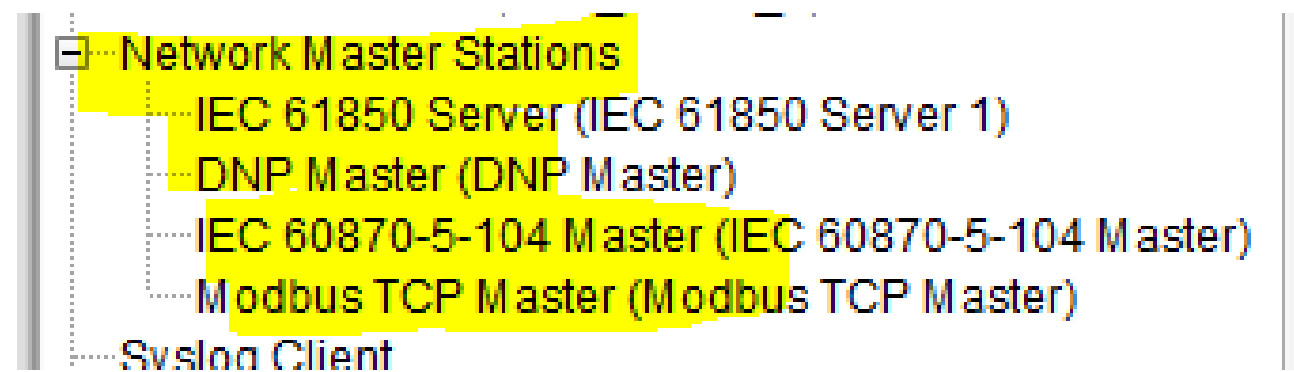 Network Master Stations
IEC 61850 Server (IEC 61850 Server 1)
DNP Master (DNP Master)
IEC 60870-5-104 Master (IEC 60870-5-104 Master)
Modbus TCP Master (Modbus TCP Master)
Syslog Client